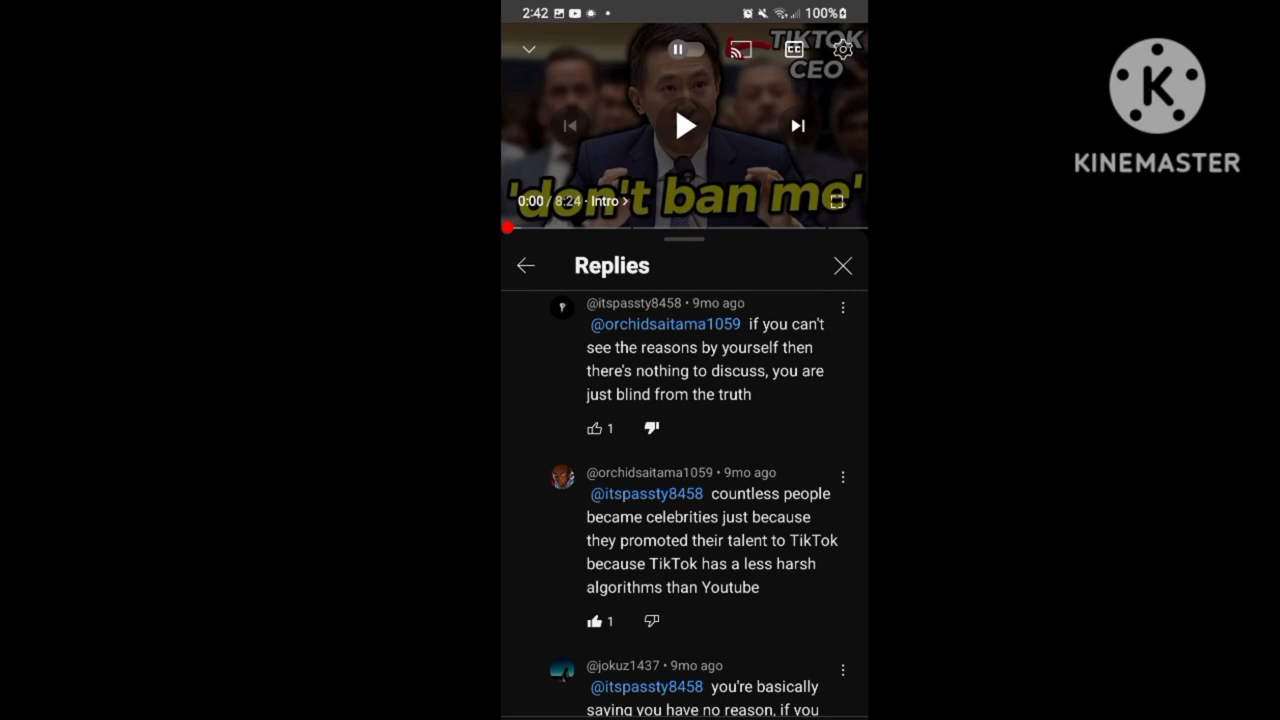 2:42
100%
TIKTOK
CEO
'don't ban me'
0:00 / 8:24 · Intro >
Replies
@itspassty8458 • 9mo ago
@orchidsaitama1059 if you can't
see the reasons by yourself then
there's nothing to discuss, you are
just blind from the truth
1
@orchidsaitama1059 • 9mo ago
@itspassty8458 countless people
became celebrities just because
they promoted their talent to TikTok
because TikTok has a less harsh
algorithms than Youtube
1
@jokuz1437 • 9mo ago
@itspassty8458 you're basically
saying you have no reason, if you
K
KINEMASTER
CC